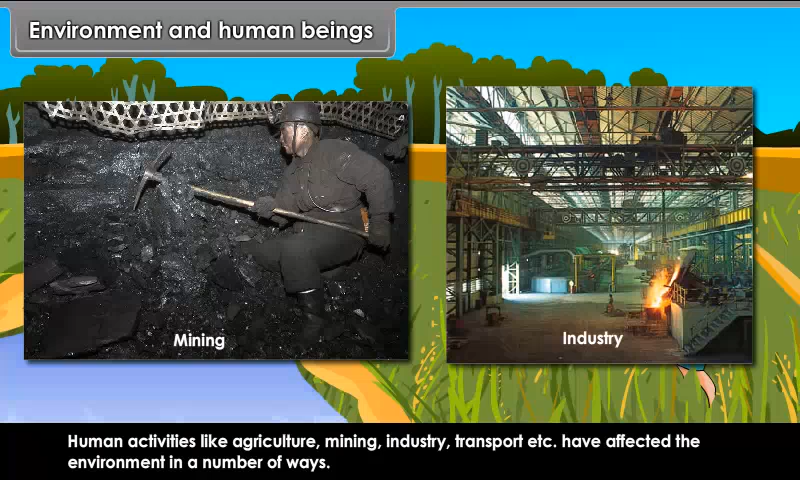 Environment and human beings
Mining
Industry
Human activities like agriculture, mining, industry, transport etc. have affected the
environment in a number of ways.